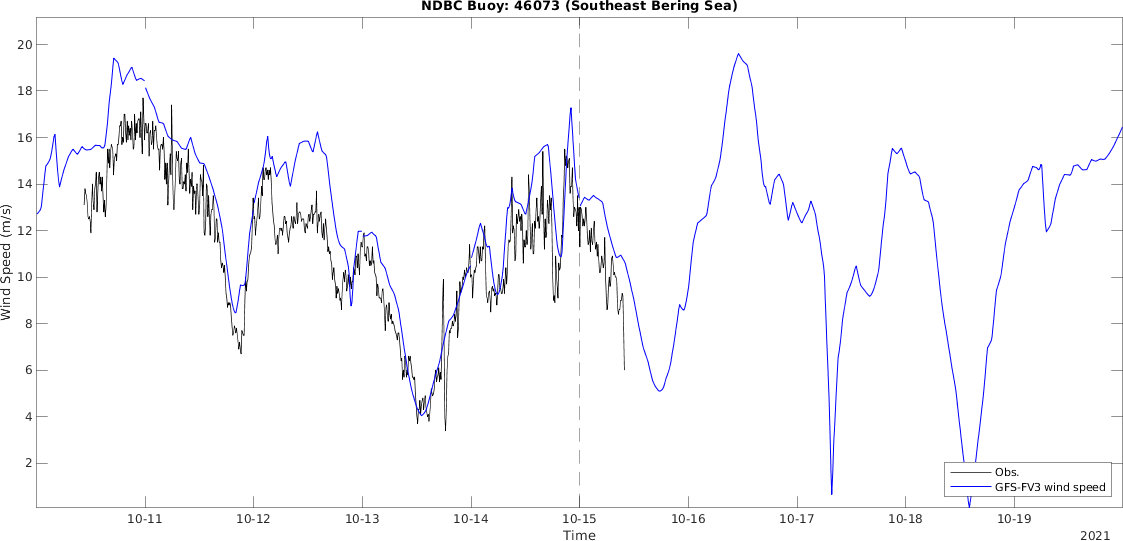 NDBC Buoy: 46073 (Southeast Bering Sea)
20
18
16
14
12
10
8
6
4
2
Wind Speed (m/s)
Obs.
GFS-FV3 wind speed
10-11 10-12 10-13 10-14 10-15 10-16 10-17 10-18 10-19
Time
2021